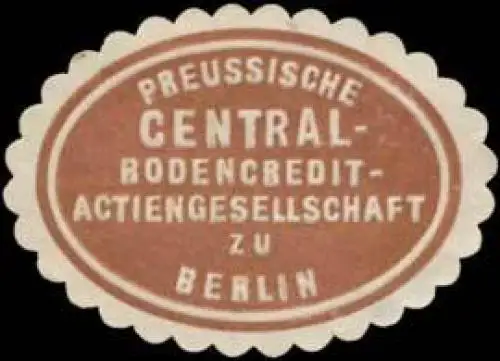 PREUSSISCHE
CENTRAL-
BODENCREDIT-
ACTIENGESELLSCHAFT
ZU
BERLIN